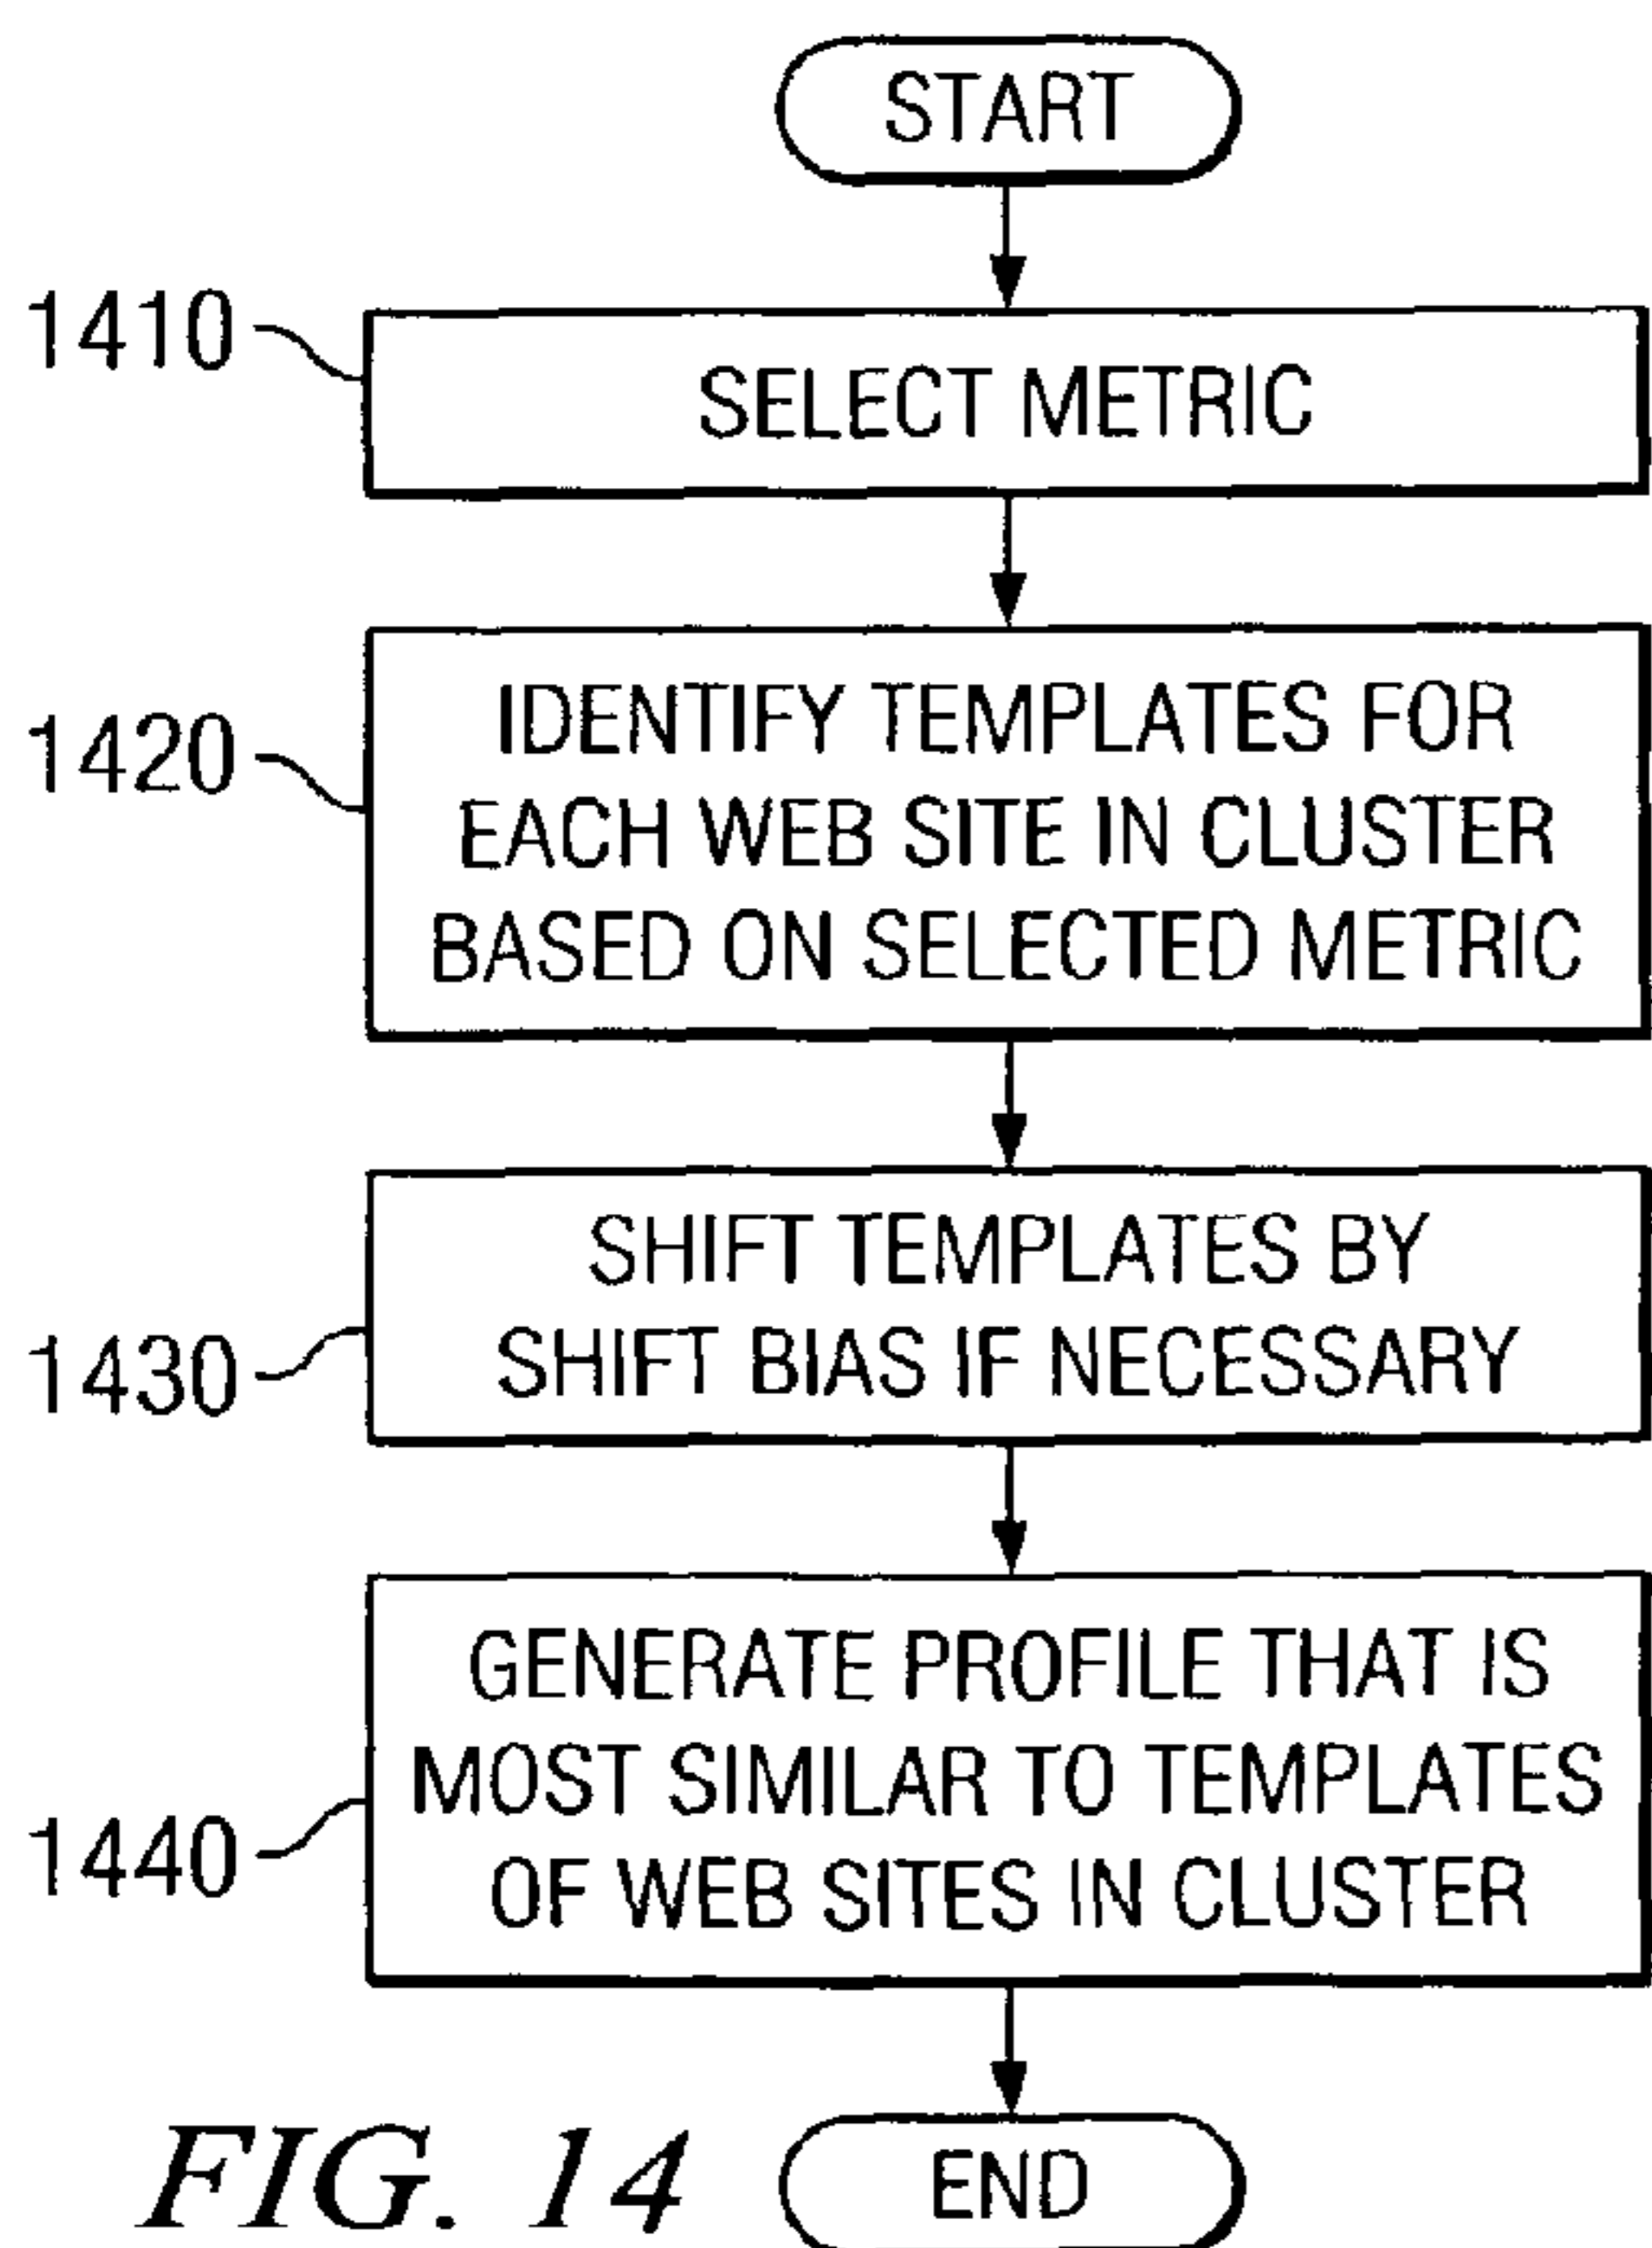 START
1410
SELECT METRIC
1420
IDENTIFY TEMPLATES FOR
EACH WEB SITE IN CLUSTER
BASED ON SELECTED METRIC
1430
SHIFT TEMPLATES BY
SHIFT BIAS IF NECESSARY
1440
GENERATE PROFILE THAT IS
MOST SIMILAR TO TEMPLATES
OF WEB SITES IN CLUSTER
FIG. 14
END